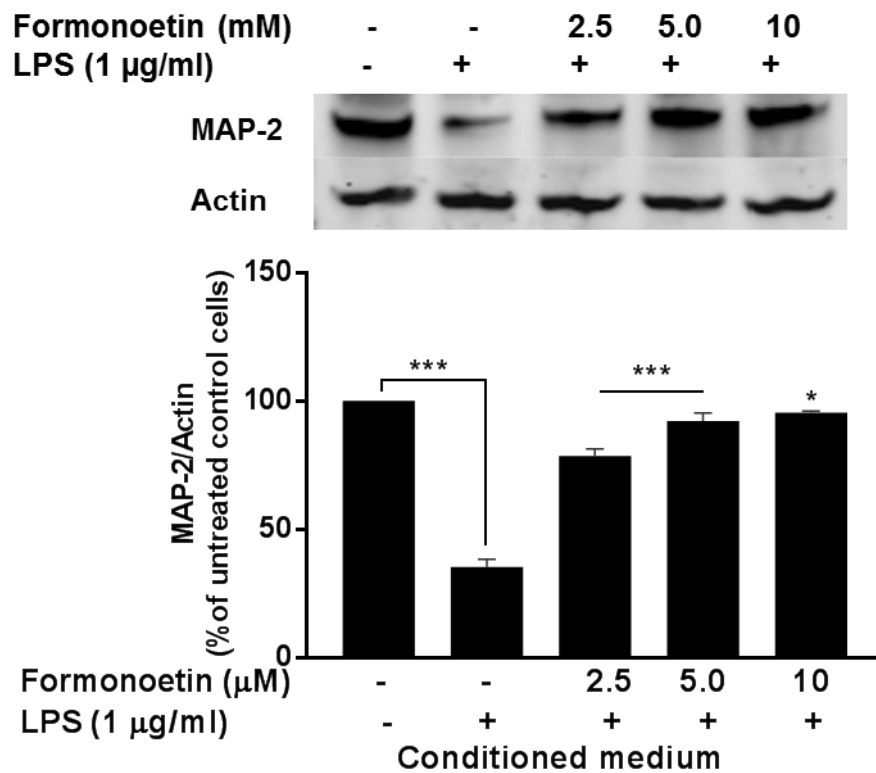 Formonoetin (mM) - - 2.5 5.0 10
LPS (1 µg/ml) - + + + +
MAP-2
Actin
MAP-2/Actin
(% of untreated control cells)
150
100
50
0
***
***
*
Formonoetin (μM) - - 2.5 5.0 10
LPS (1 μg/ml) - + + + +
Conditioned medium